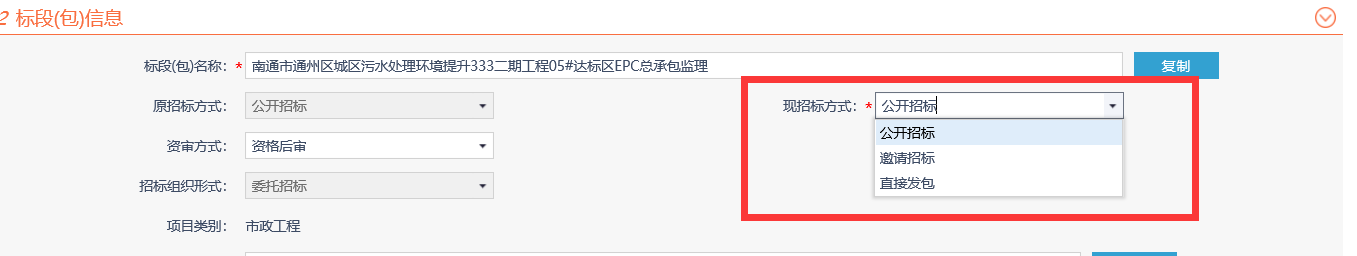 2 标段(包)信息
标段(包)名称： * 南通市通州区城区污水处理环境提升333二期工程05#达标区EPC总承包监理 复制
原招标方式： 公开招标 现招标方式： * 公开招标
公开招标
资审方式： 资格后审
邀请招标
直接发包
招标组织形式： 委托招标
项目类别： 市政工程